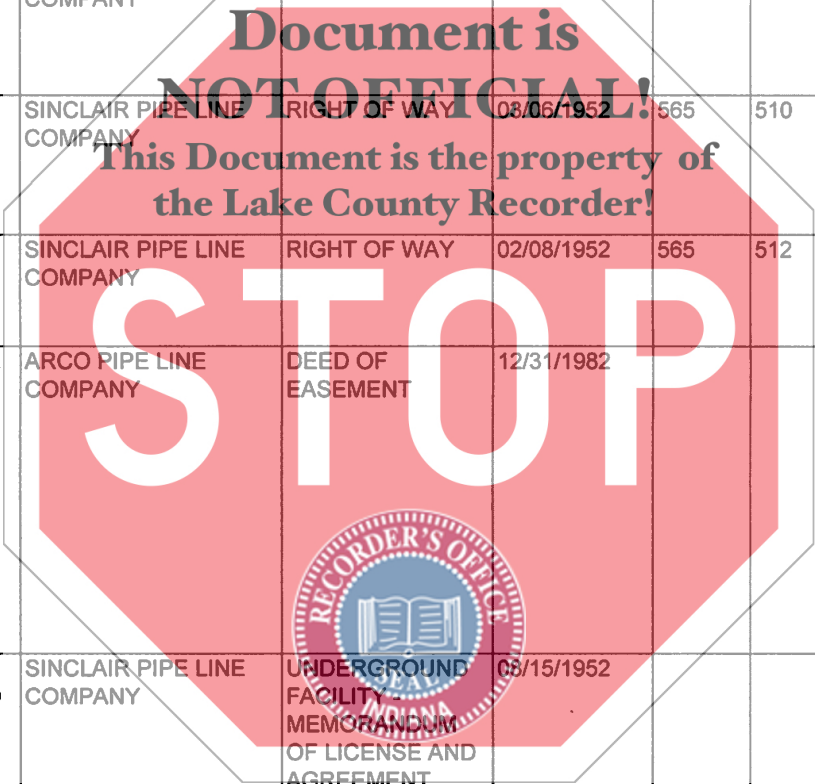 COMPANY
Document is
NOT OFFICIAL!
SINCLAIR PIPE LINE RIGHT OF WAY 03/06/1952 565 510
COMPANY
This Document is the property of
the Lake County Recorder!
SINCLAIR PIPE LINE RIGHT OF WAY 02/08/1952 565 512
COMPANY
STOP
ARCO PIPE LINE DEED OF 12/31/1982
COMPANY EASEMENT
RECORDER'S OFFICE
SEAL
INDIANA
SINCLAIR PIPE LINE UNDERGROUND 08/15/1952
COMPANY FACILITY -
MEMORANDUM
OF LICENSE AND
AGREEMENT